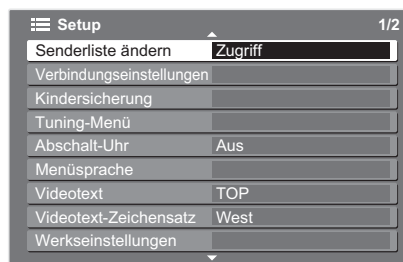 Setup 1/2
Senderliste ändern Zugriff
Verbindungseinstellungen
Kindersicherung
Tuning-Menü
Abschalt-Uhr Aus
Menüsprache
Videotext TOP
Videotext-Zeichensatz West
Werkseinstellungen